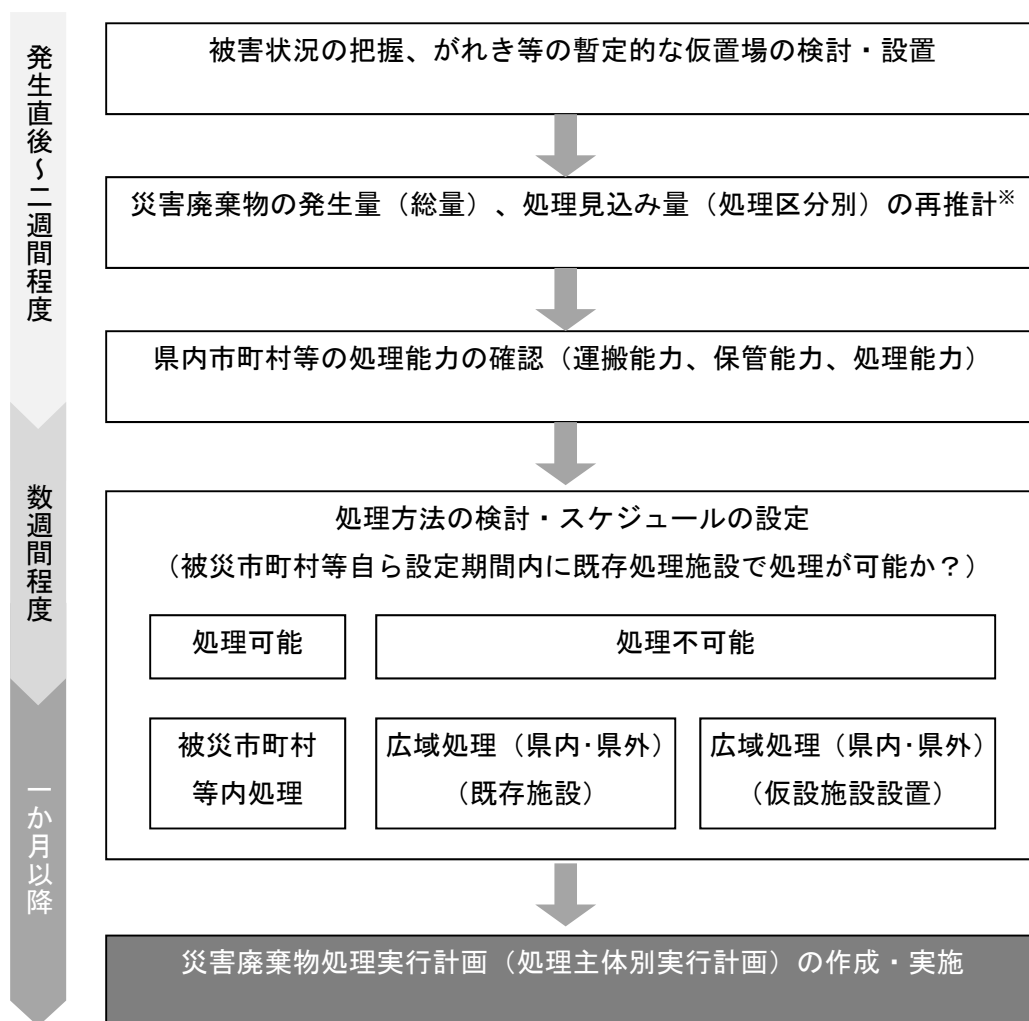 発生直後～二週間程度
被害状況の把握、がれき等の暫定的な仮置場の検討・設置
災害廃棄物の発生量（総量）、処理見込み量（処理区分別）の再推計※
県内市町村等の処理能力の確認（運搬能力、保管能力、処理能力）
数週間程度
処理方法の検討・スケジュールの設定
（被災市町村等自ら設定期間内に既存処理施設で処理が可能か？）
処理可能
処理不可能
被災市町村
等内処理
広域処理（県内･県外）
（既存施設）
広域処理（県内･県外）
（仮設施設設置）
一か月以降
災害廃棄物処理実行計画（処理主体別実行計画）の作成・実施